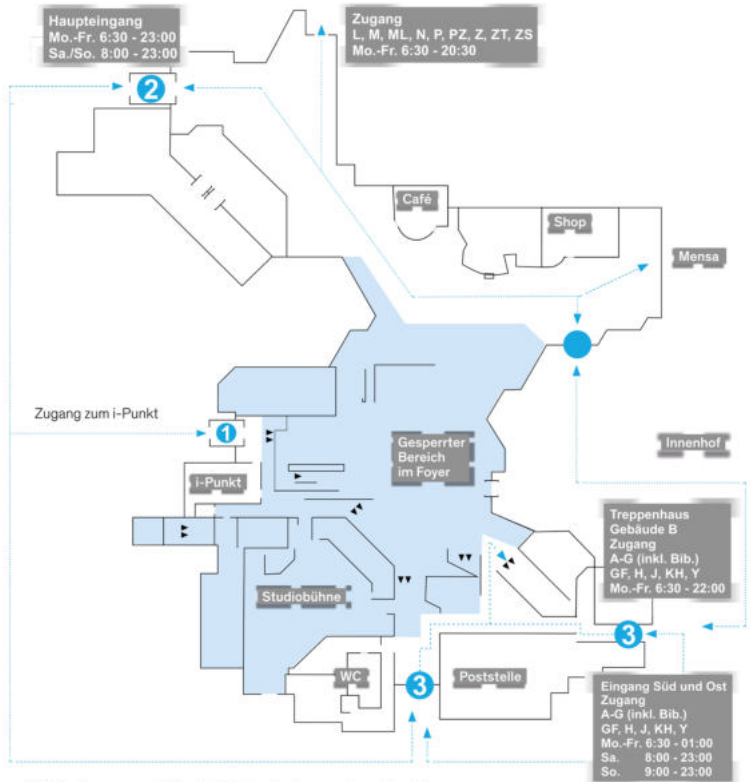 Haupteingang
Mo.-Fr. 6:30 - 23:00
Sa./So. 8:00 - 23:00
2
Zugang
L, M, ML, N, P, PZ, Z, ZT, ZS
Mo.-Fr. 6:30 - 20:30
Café
Shop
Mensa
Zugang zum i-Punkt
1
i-Punkt
Gesperrter
Bereich
im Foyer
Innenhof
Treppenhaus
Gebäude B
Zugang
A-G (inkl. Bib.)
GF, H, J, KH, Y
Mo.-Fr. 6:30 - 22:00
Studiobühne
3
WC
3
Poststelle
Eingang Süd und Ost
Zugang
A-G (inkl. Bib.)
GF, H, J, KH, Y
Mo.-Fr. 6:30 - 01:00
Sa. 8:00 - 23:00
So. 9:00 - 23:00